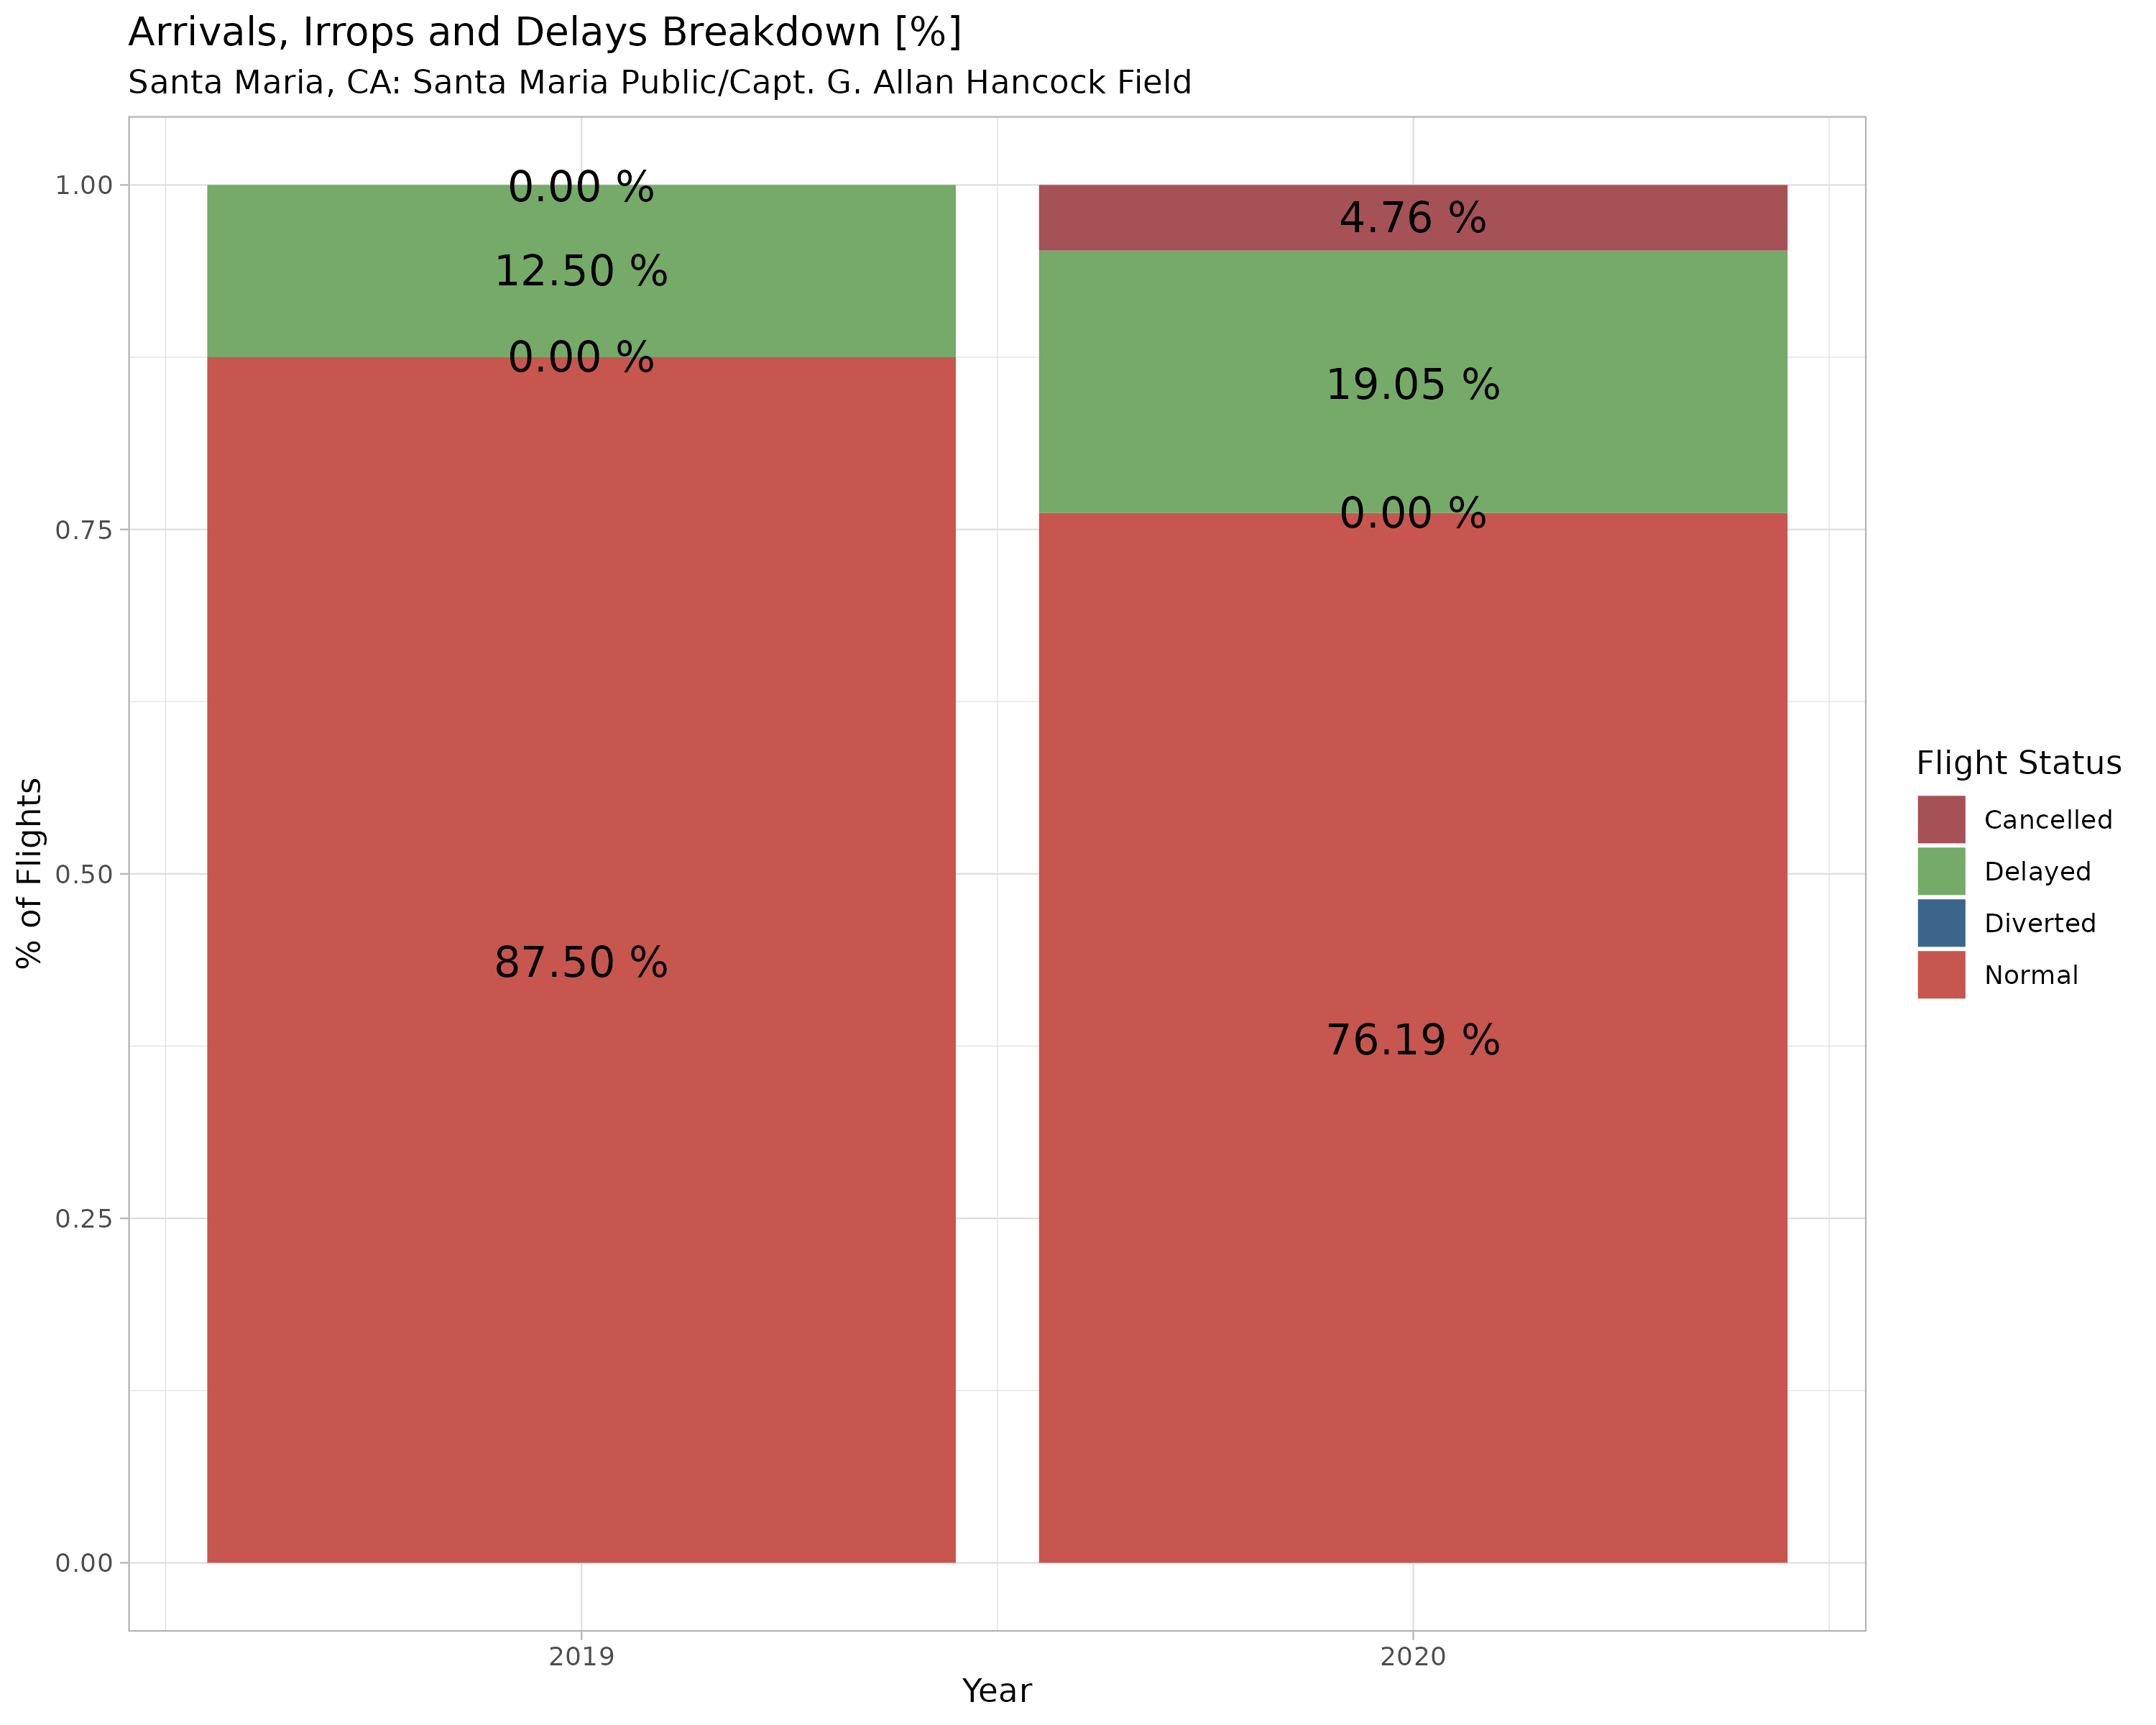 Arrivals, Irrops and Delays Breakdown [%]
Santa Maria, CA: Santa Maria Public/Capt. G. Allan Hancock Field
% of Flights
1.00
0.75
0.50
0.25
0.00
0.00 %
12.50 %
0.00 %
87.50 %
4.76 %
19.05 %
0.00 %
76.19 %
2019
2020
Year
Flight Status
Cancelled
Delayed
Diverted
Normal